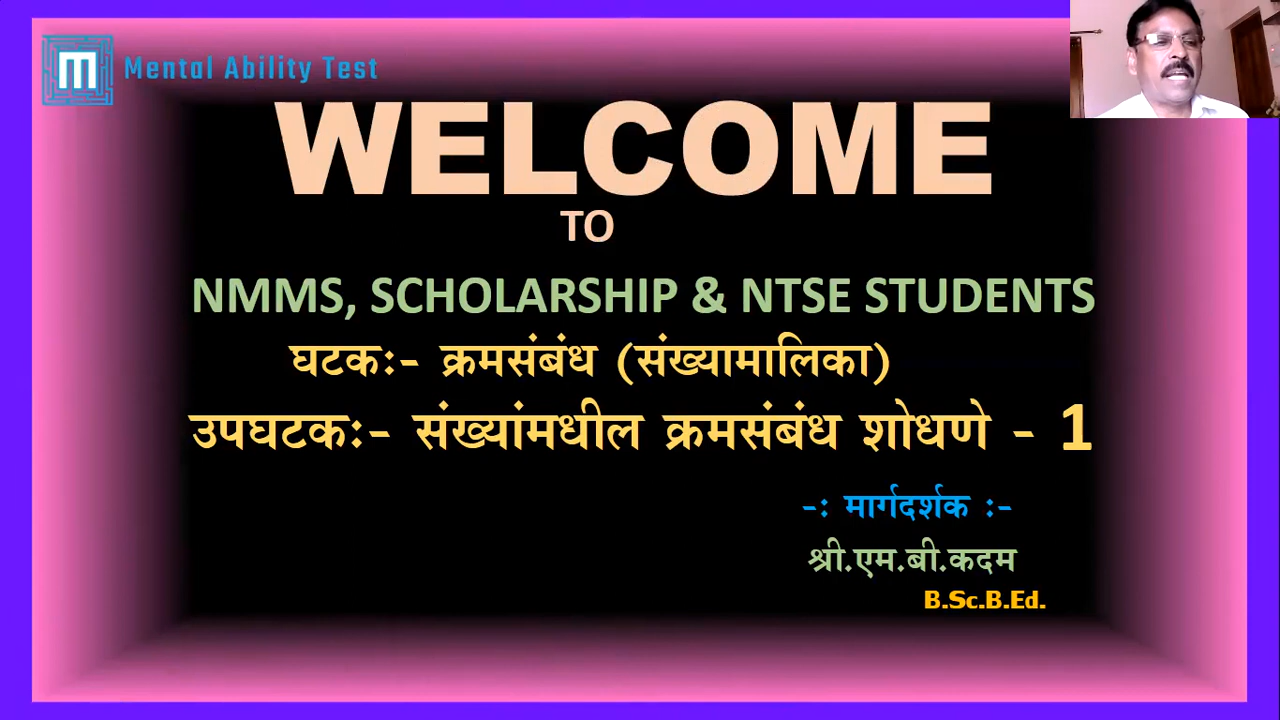 Mental Ability Test
WELCOME
TO
NMMS, SCHOLARSHIP & NTSE STUDENTS
घटकः- क्रमसंबंध (संख्यामालिका)
उपघटकः- संख्यांमधील क्रमसंबंध शोधणे - 1
-ः मार्गदर्शक ः-
श्री.एम.बी.कदम
B.Sc.B.Ed.